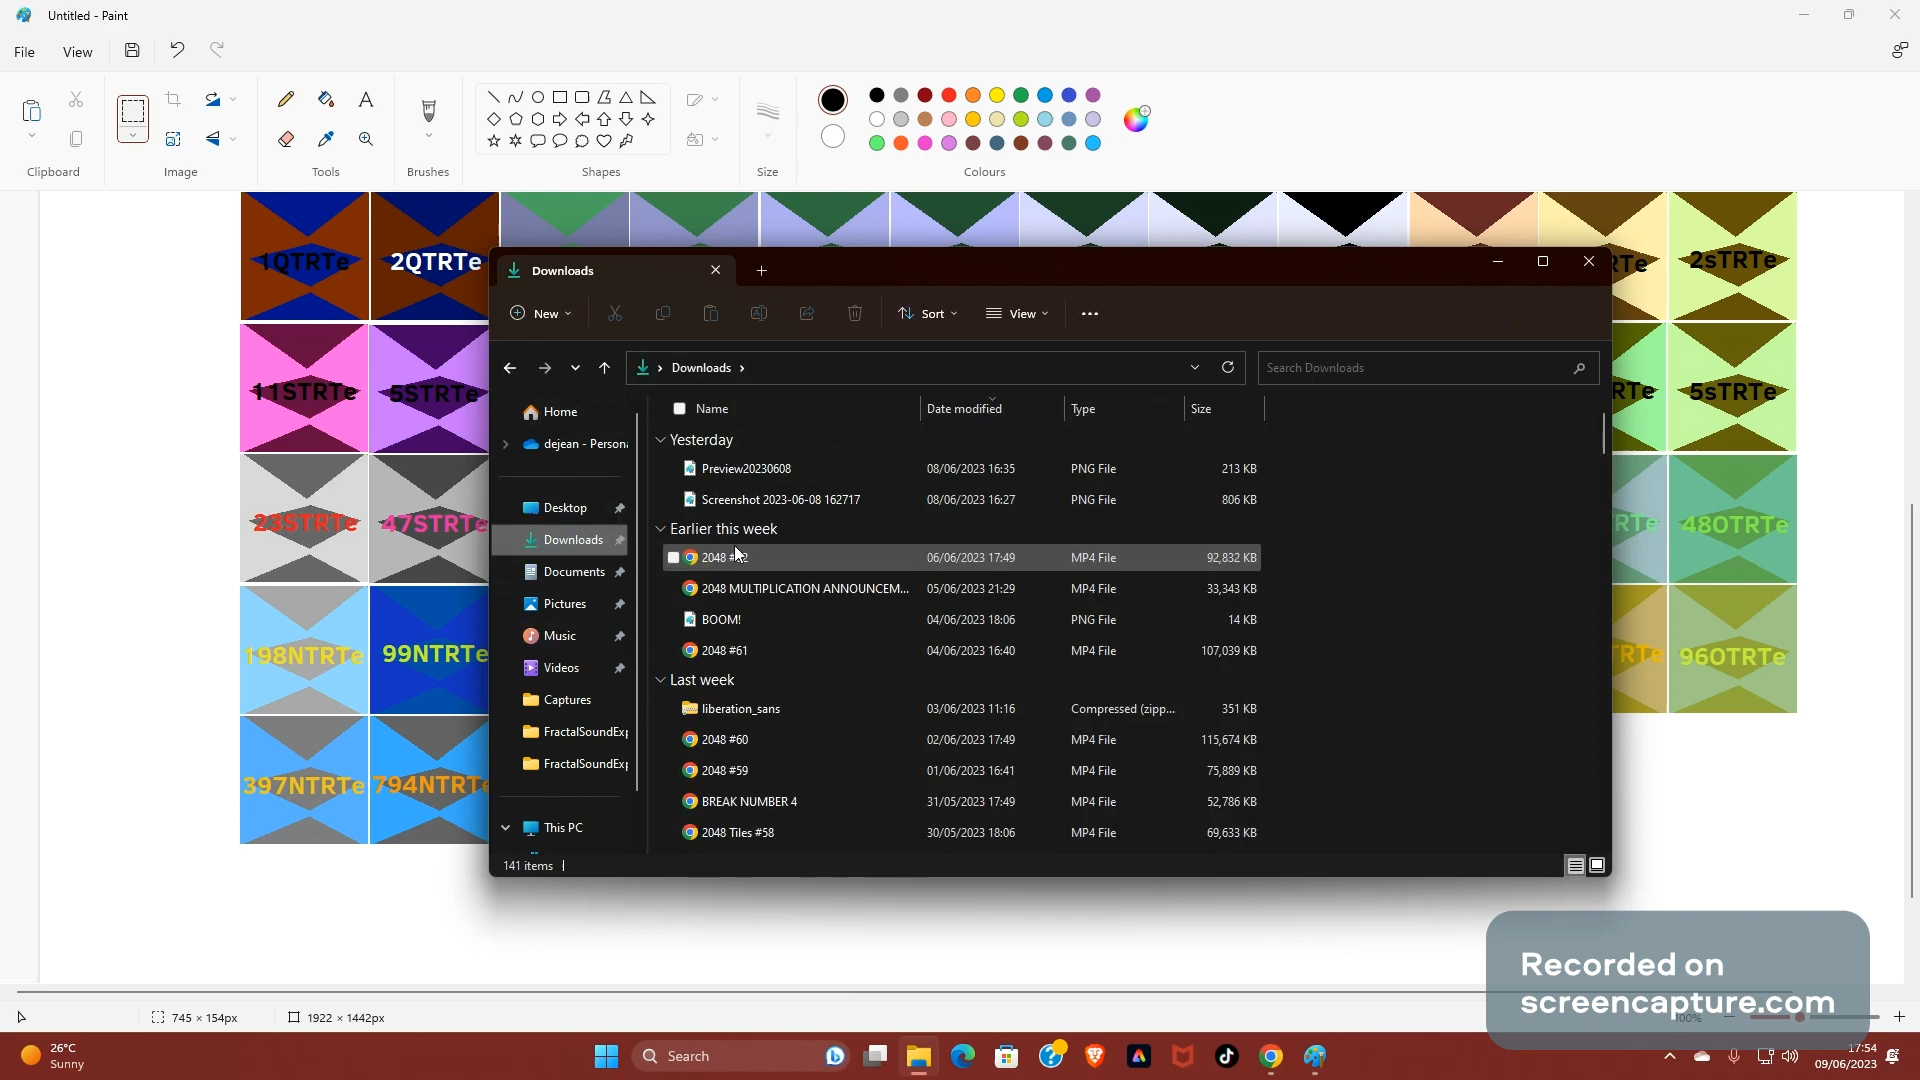 Untitled - Paint
File View
Clipboard Image Tools Brushes Shapes Size Colours
1QTRTe 2QTRTe 2sTRTe
11STRTe 5STRTe 5sTRTe
23STRTe 47STRTe 48OTRTe
198NTRTe 99NTRTe 96OTRTe
397NTRTe 794NTRTe
Downloads
New Sort View
Downloads
Search Downloads
Name Date modified Type Size
Home
dejean - Persona
Desktop
Downloads
Documents
Pictures
Music
Videos
Captures
FractalSoundExp
FractalSoundExp
This PC
Yesterday
Preview20230608 08/06/2023 16:35 PNG File 213 KB
Screenshot 2023-06-08 162717 08/06/2023 16:27 PNG File 806 KB
Earlier this week
2048 #62 06/06/2023 17:49 MP4 File 92,832 KB
2048 MULTIPLICATION ANNOUNCEM... 05/06/2023 21:29 MP4 File 33,343 KB
BOOM! 04/06/2023 18:06 PNG File 14 KB
2048 #61 04/06/2023 16:40 MP4 File 107,039 KB
Last week
liberation_sans 03/06/2023 11:16 Compressed (zipp... 351 KB
2048 #60 02/06/2023 17:49 MP4 File 115,674 KB
2048 #59 01/06/2023 16:41 MP4 File 75,889 KB
BREAK NUMBER 4 31/05/2023 17:49 MP4 File 52,786 KB
2048 Tiles #58 30/05/2023 18:06 MP4 File 69,633 KB
141 items
Recorded on
screencapture.com
745 × 154px 1922 × 1442px 100%
26°C
Sunny
Search
17:54
09/06/2023